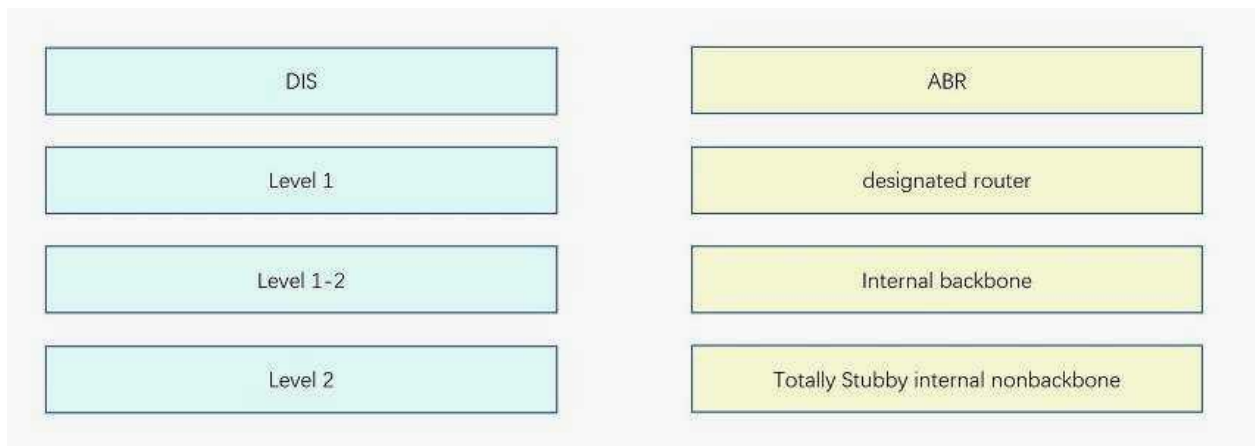 DIS
ABR
Level 1
designated router
Level 1-2
Internal backbone
Level 2
Totally Stubby internal nonbackbone